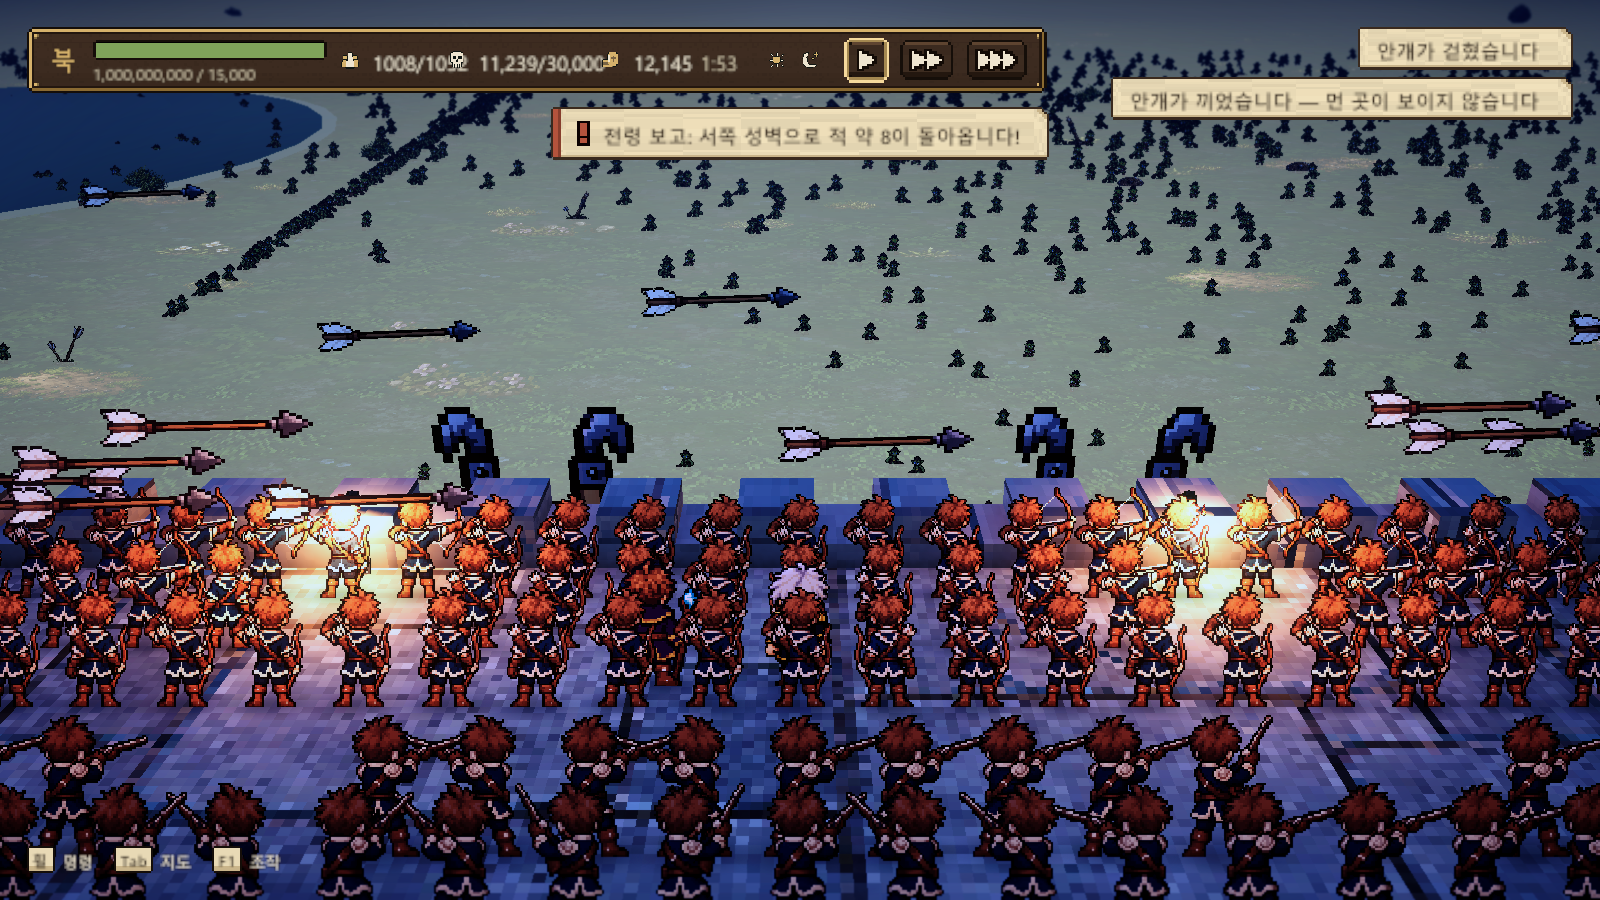 북
1,000,000,000 / 15,000
1008/1052 11,239/30,000 12,145 1:53
안개가 걷혔습니다
안개가 끼었습니다 — 먼 곳이 보이지 않습니다
전령 보고: 서쪽 성벽으로 적 약 8이 돌아옵니다!
휠 명령 Tab 지도 F1 조작